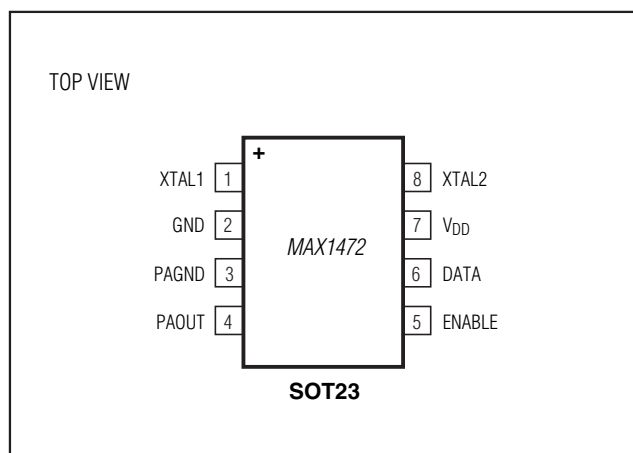 TOP VIEW
+
XTAL1 1 8 XTAL2
GND 2 7 VDD
MAX1472
PAGND 3 6 DATA
PAOUT 4 5 ENABLE
SOT23